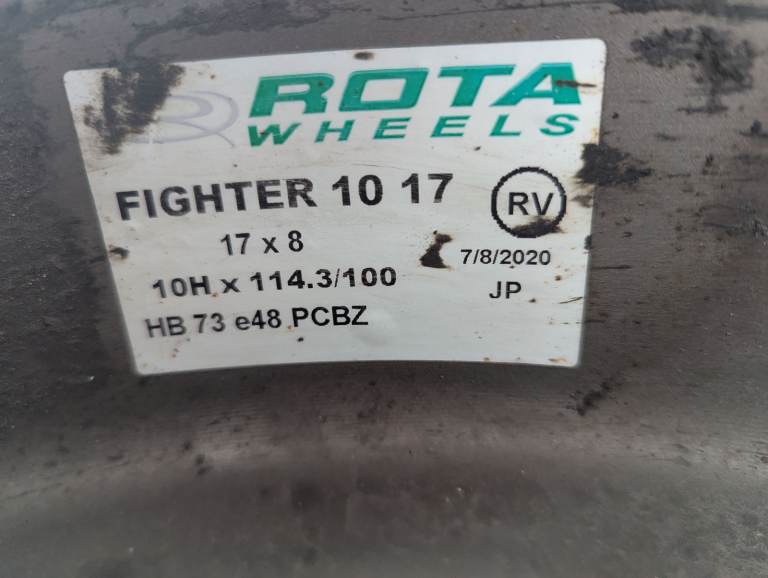 ROTA
WHEELS
FIGHTER 10 17
RV
17 x 8
7/8/2020
10H x 114.3/100
JP
HB 73 e48 PCBZ